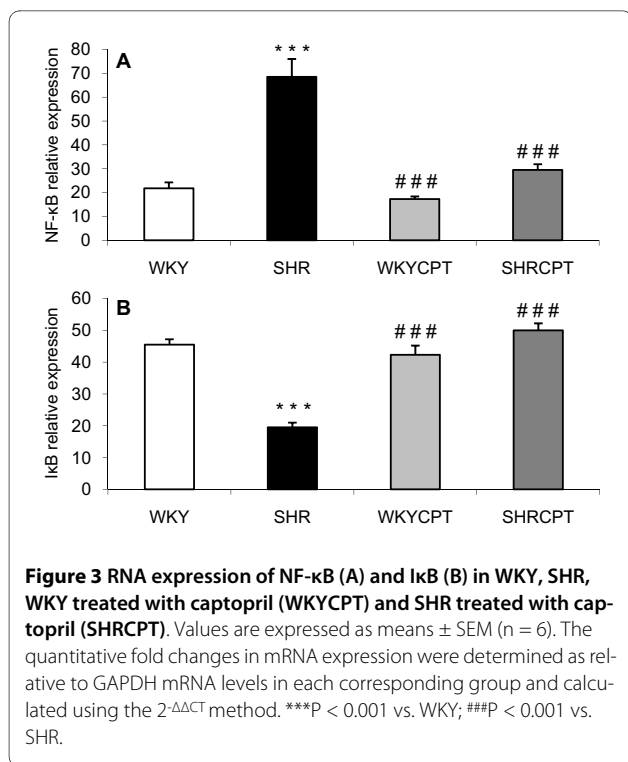 80
* * *
70
A
60
50
# # #
40
# # #
30
20
10
0
NF-κB relative expression
WKY
SHR
WKYCPT
SHRCPT
60
B
# # #
# # #
50
40
* * *
30
20
10
0
IκB relative expression
WKY
SHR
WKYCPT
SHRCPT
Figure 3 RNA expression of NF-κB (A) and IκB (B) in WKY, SHR,
WKY treated with captopril (WKYCPT) and SHR treated with cap-
topril (SHRCPT). Values are expressed as means ± SEM (n = 6). The
quantitative fold changes in mRNA expression were determined as rel-
ative to GAPDH mRNA levels in each corresponding group and calcu-
lated using the 2-ΔΔCT method. ***P < 0.001 vs. WKY; ###P < 0.001 vs.
SHR.